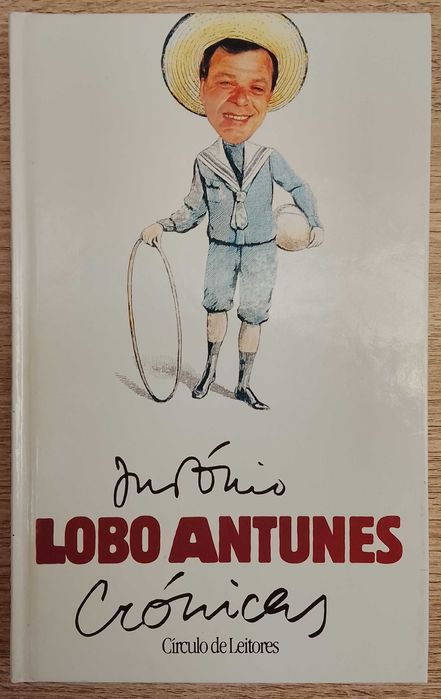 António
LOBO ANTUNES
Crónicas
Círculo de Leitores